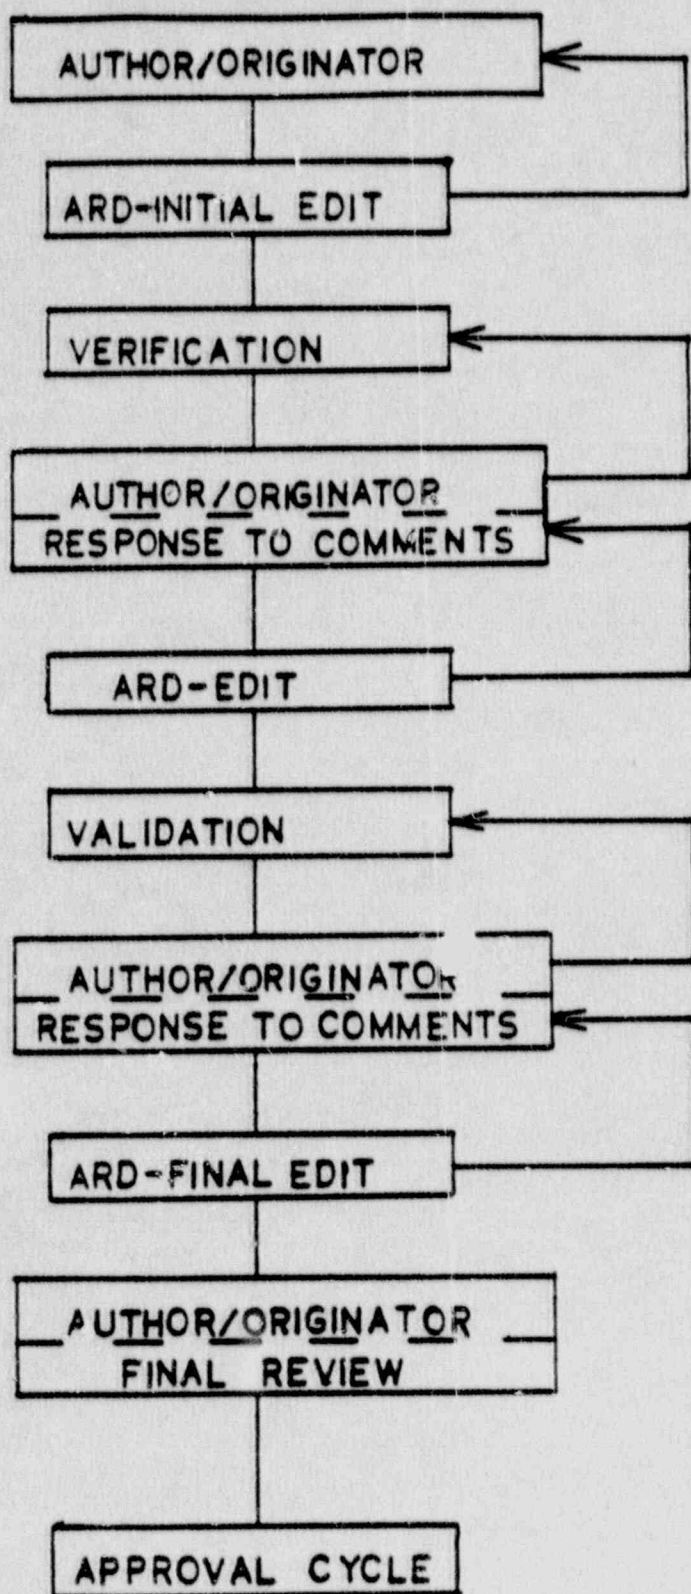 AUTHOR/ORIGINATOR
ARD-INITIAL EDIT
VERIFICATION
AUTHOR/ORIGINATOR
RESPONSE TO COMMENTS
ARD-EDIT
VALIDATION
AUTHOR/ORIGINATOR
RESPONSE TO COMMENTS
ARD-FINAL EDIT
AUTHOR/ORIGINATOR
FINAL REVIEW
APPROVAL CYCLE